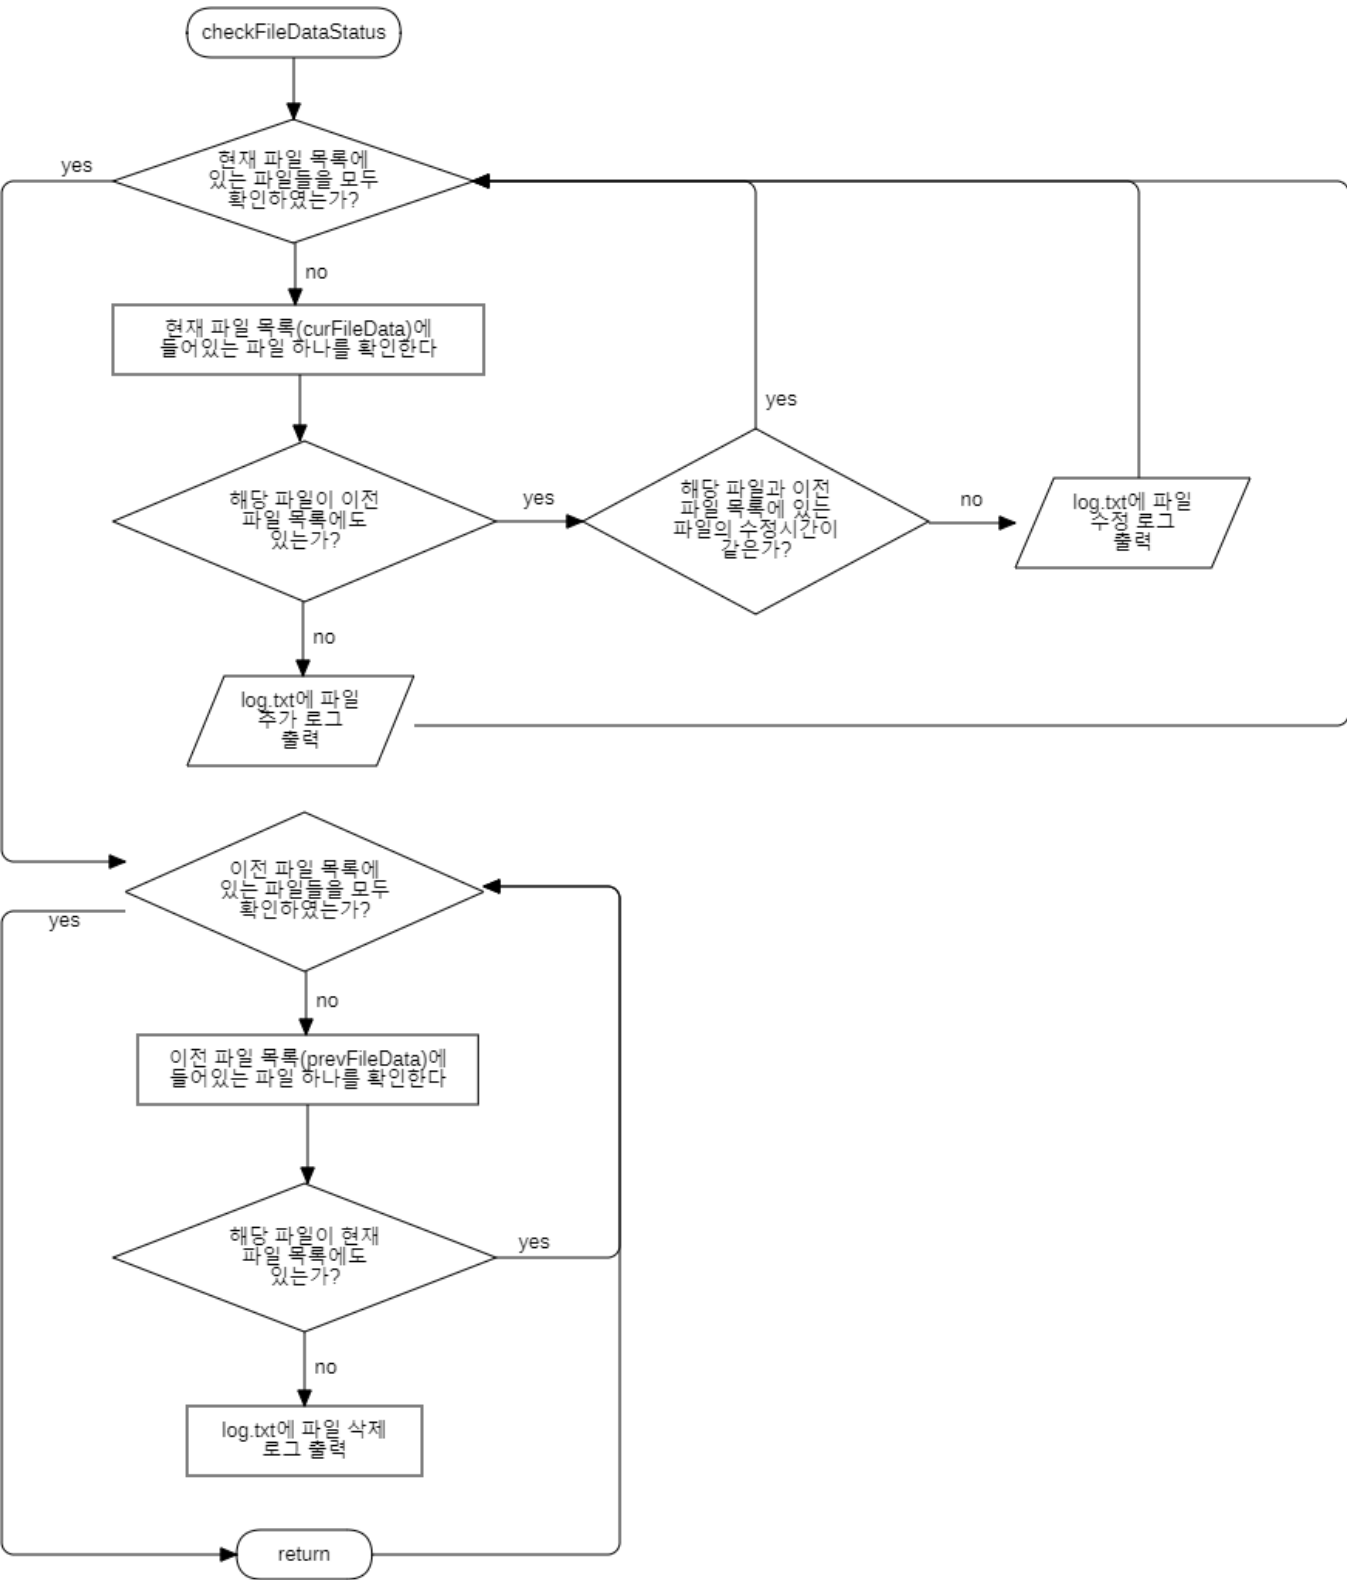 checkFileDataStatus
yes
현재 파일 목록에
있는 파일들을 모두
확인하였는가?
no
현재 파일 목록(curFileData)에
들어있는 파일 하나를 확인한다
해당 파일이 이전
파일 목록에도
있는가?
yes
yes
해당 파일과 이전
파일 목록에 있는
파일의 수정시간이
같은가?
no
log.txt에 파일
수정 로그
출력
no
log.txt에 파일
추가 로그
출력
이전 파일 목록에
있는 파일들을 모두
확인하였는가?
yes
no
이전 파일 목록(prevFileData)에
들어있는 파일 하나를 확인한다
해당 파일이 현재
파일 목록에도
있는가?
yes
no
log.txt에 파일 삭제
로그 출력
return